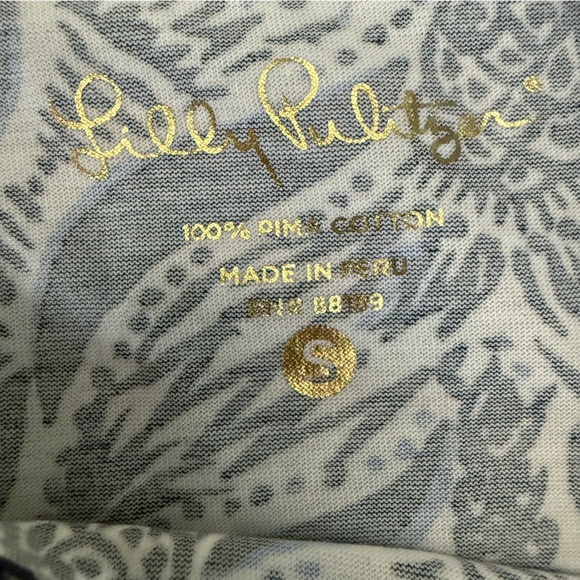 Lilly Pulitzer®
100% PIMA COTTON
MADE IN PERU
RN# 88189
S